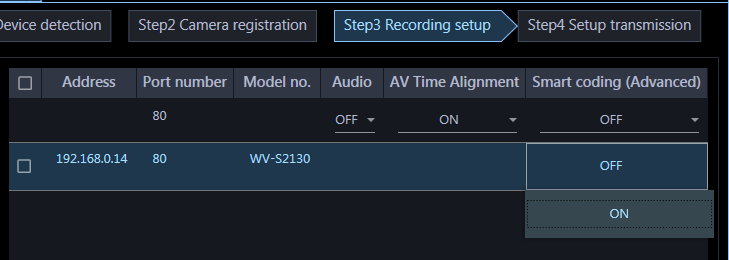 Device detection Step2 Camera registration Step3 Recording setup Step4 Setup transmission
Address Port number Model no. Audio AV Time Alignment Smart coding (Advanced)
80 OFF ON OFF
192.168.0.14 80 WV-S2130 OFF
ON